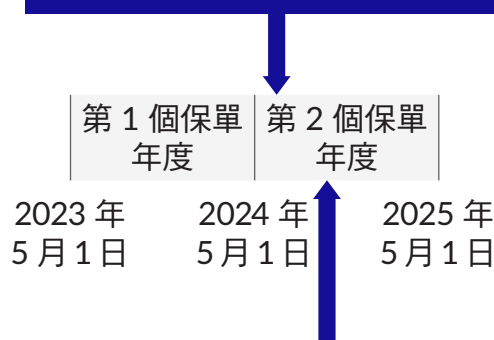 第 1 個保單
年度
第 2 個保單
年度
2023 年
5 月 1 日
2024 年
5 月 1 日
2025 年
5 月 1 日